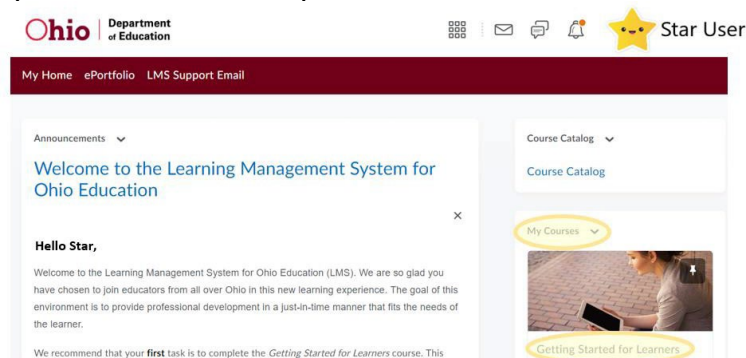 Ohio Department
of Education
Star User
My Home ePortfolio LMS Support Email
Announcements
Welcome to the Learning Management System for
Ohio Education
Hello Star,
Welcome to the Learning Management System for Ohio Education (LMS). We are so glad you
have chosen to join educators from all over Ohio in this new learning experience. The goal of this
environment is to provide professional development in a just-in-time manner that fits the needs of
the learner.
We recommend that your first task is to complete the Getting Started for Learners course. This
Course Catalog
Course Catalog
My Courses
Getting Started for Learners